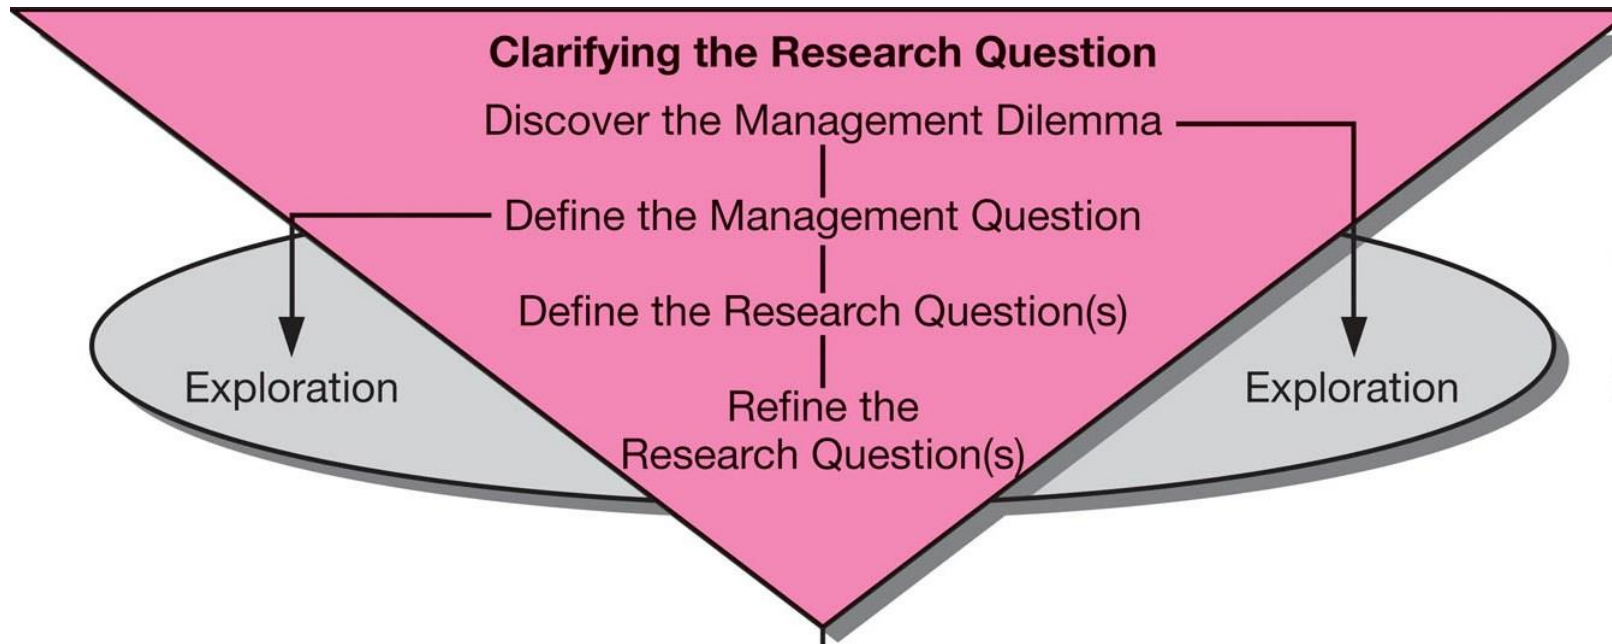 Clarifying the Research Question
Discover the Management Dilemma
Define the Management Question
Define the Research Question(s)
Exploration
Refine the
Research Question(s)
Exploration